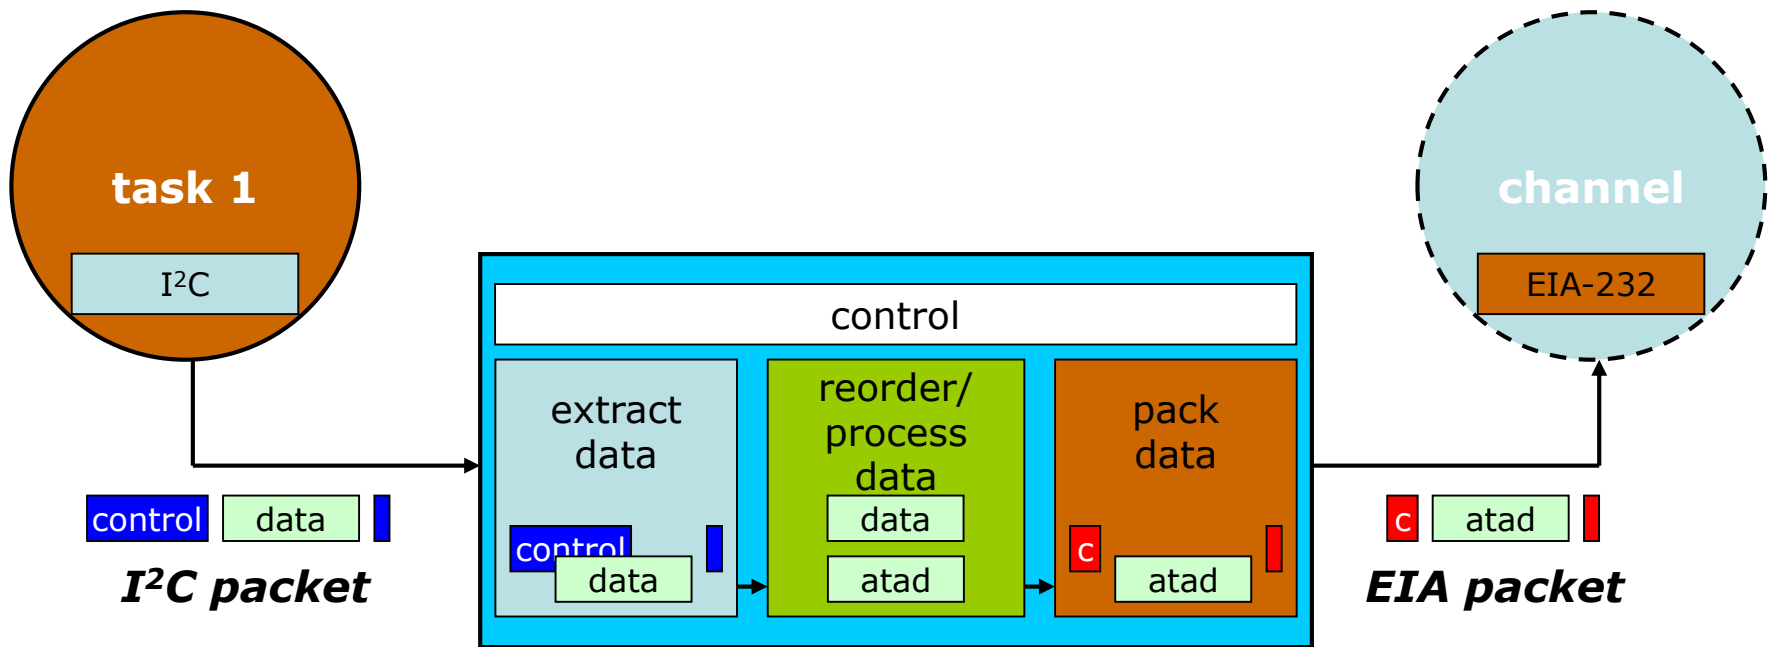 task 1
I²C
channel
EIA-232
control
extract
data
reorder/
process
data
pack
data
control
data
control
data
data
atad
c
atad
c
atad
I²C packet
EIA packet